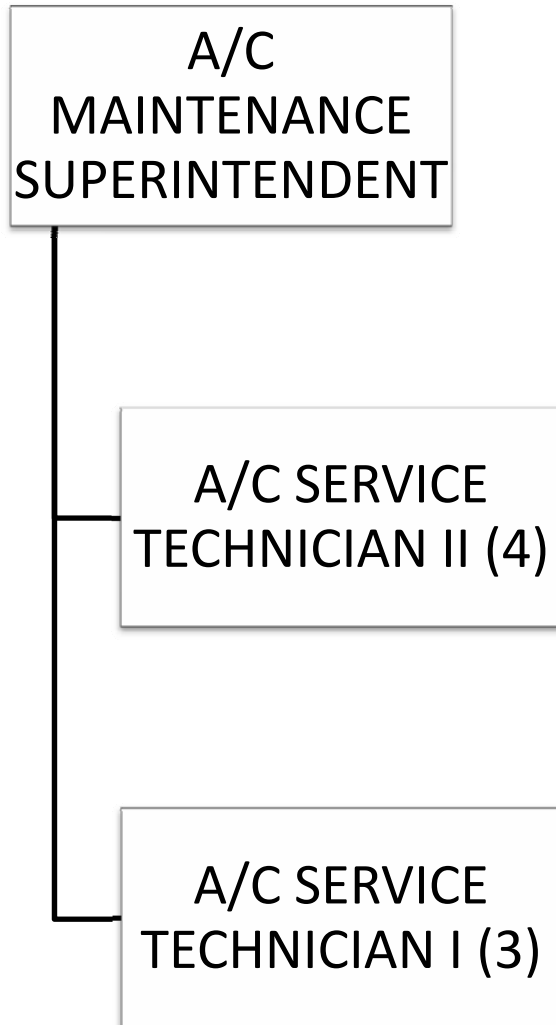 A/C
MAINTENANCE
SUPERINTENDENT
A/C SERVICE
TECHNICIAN II (4)
A/C SERVICE
TECHNICIAN I (3)